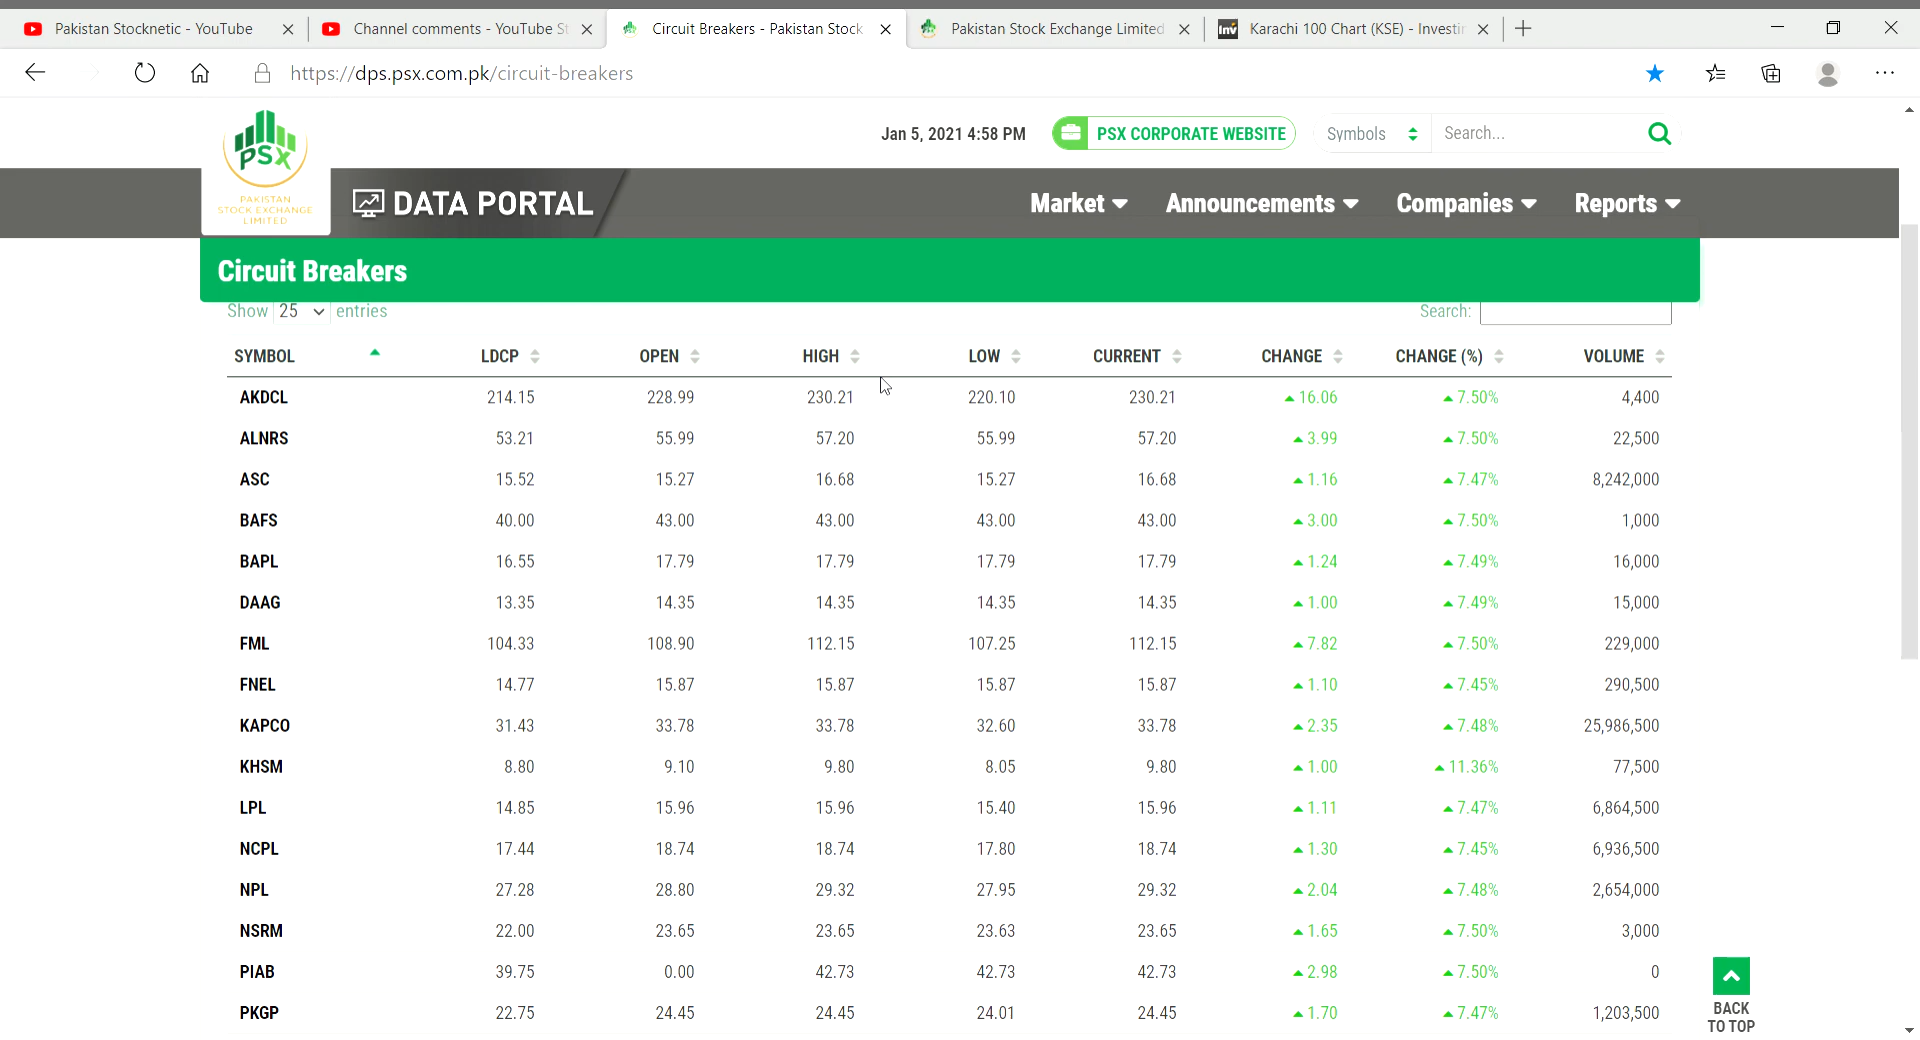 Pakistan Stocknetic - YouTube
Channel comments - YouTube St
Circuit Breakers - Pakistan Stock
Pakistan Stock Exchange Limited
Inv Karachi 100 Chart (KSE) - Investin
https://dps.psx.com.pk/circuit-breakers
PSX
PAKISTAN
STOCK EXCHANGE
LIMITED
Jan 5, 2021 4:58 PM
PSX CORPORATE WEBSITE
Symbols
Search...
DATA PORTAL
Market
Announcements
Companies
Reports
Circuit Breakers
Show 25 entries
Search:
SYMBOL LDCP OPEN HIGH LOW CURRENT CHANGE CHANGE (%) VOLUME
AKDCL 214.15 228.99 230.21 220.10 230.21 16.06 7.50% 4,400
ALNRS 53.21 55.99 57.20 55.99 57.20 3.99 7.50% 22,500
ASC 15.52 15.27 16.68 15.27 16.68 1.16 7.47% 8,242,000
BAFS 40.00 43.00 43.00 43.00 43.00 3.00 7.50% 1,000
BAPL 16.55 17.79 17.79 17.79 17.79 1.24 7.49% 16,000
DAAG 13.35 14.35 14.35 14.35 14.35 1.00 7.49% 15,000
FML 104.33 108.90 112.15 107.25 112.15 7.82 7.50% 229,000
FNEL 14.77 15.87 15.87 15.87 15.87 1.10 7.45% 290,500
KAPCO 31.43 33.78 33.78 32.60 33.78 2.35 7.48% 25,986,500
KHSM 8.80 9.10 9.80 8.05 9.80 1.00 11.36% 77,500
LPL 14.85 15.96 15.96 15.40 15.96 1.11 7.47% 6,864,500
NCPL 17.44 18.74 18.74 17.80 18.74 1.30 7.45% 6,936,500
NPL 27.28 28.80 29.32 27.95 29.32 2.04 7.48% 2,654,000
NSRM 22.00 23.65 23.65 23.63 23.65 1.65 7.50% 3,000
PIAB 39.75 0.00 42.73 42.73 42.73 2.98 7.50% 0
PKGP 22.75 24.45 24.45 24.01 24.45 1.70 7.47% 1,203,500
BACK
TO TOP